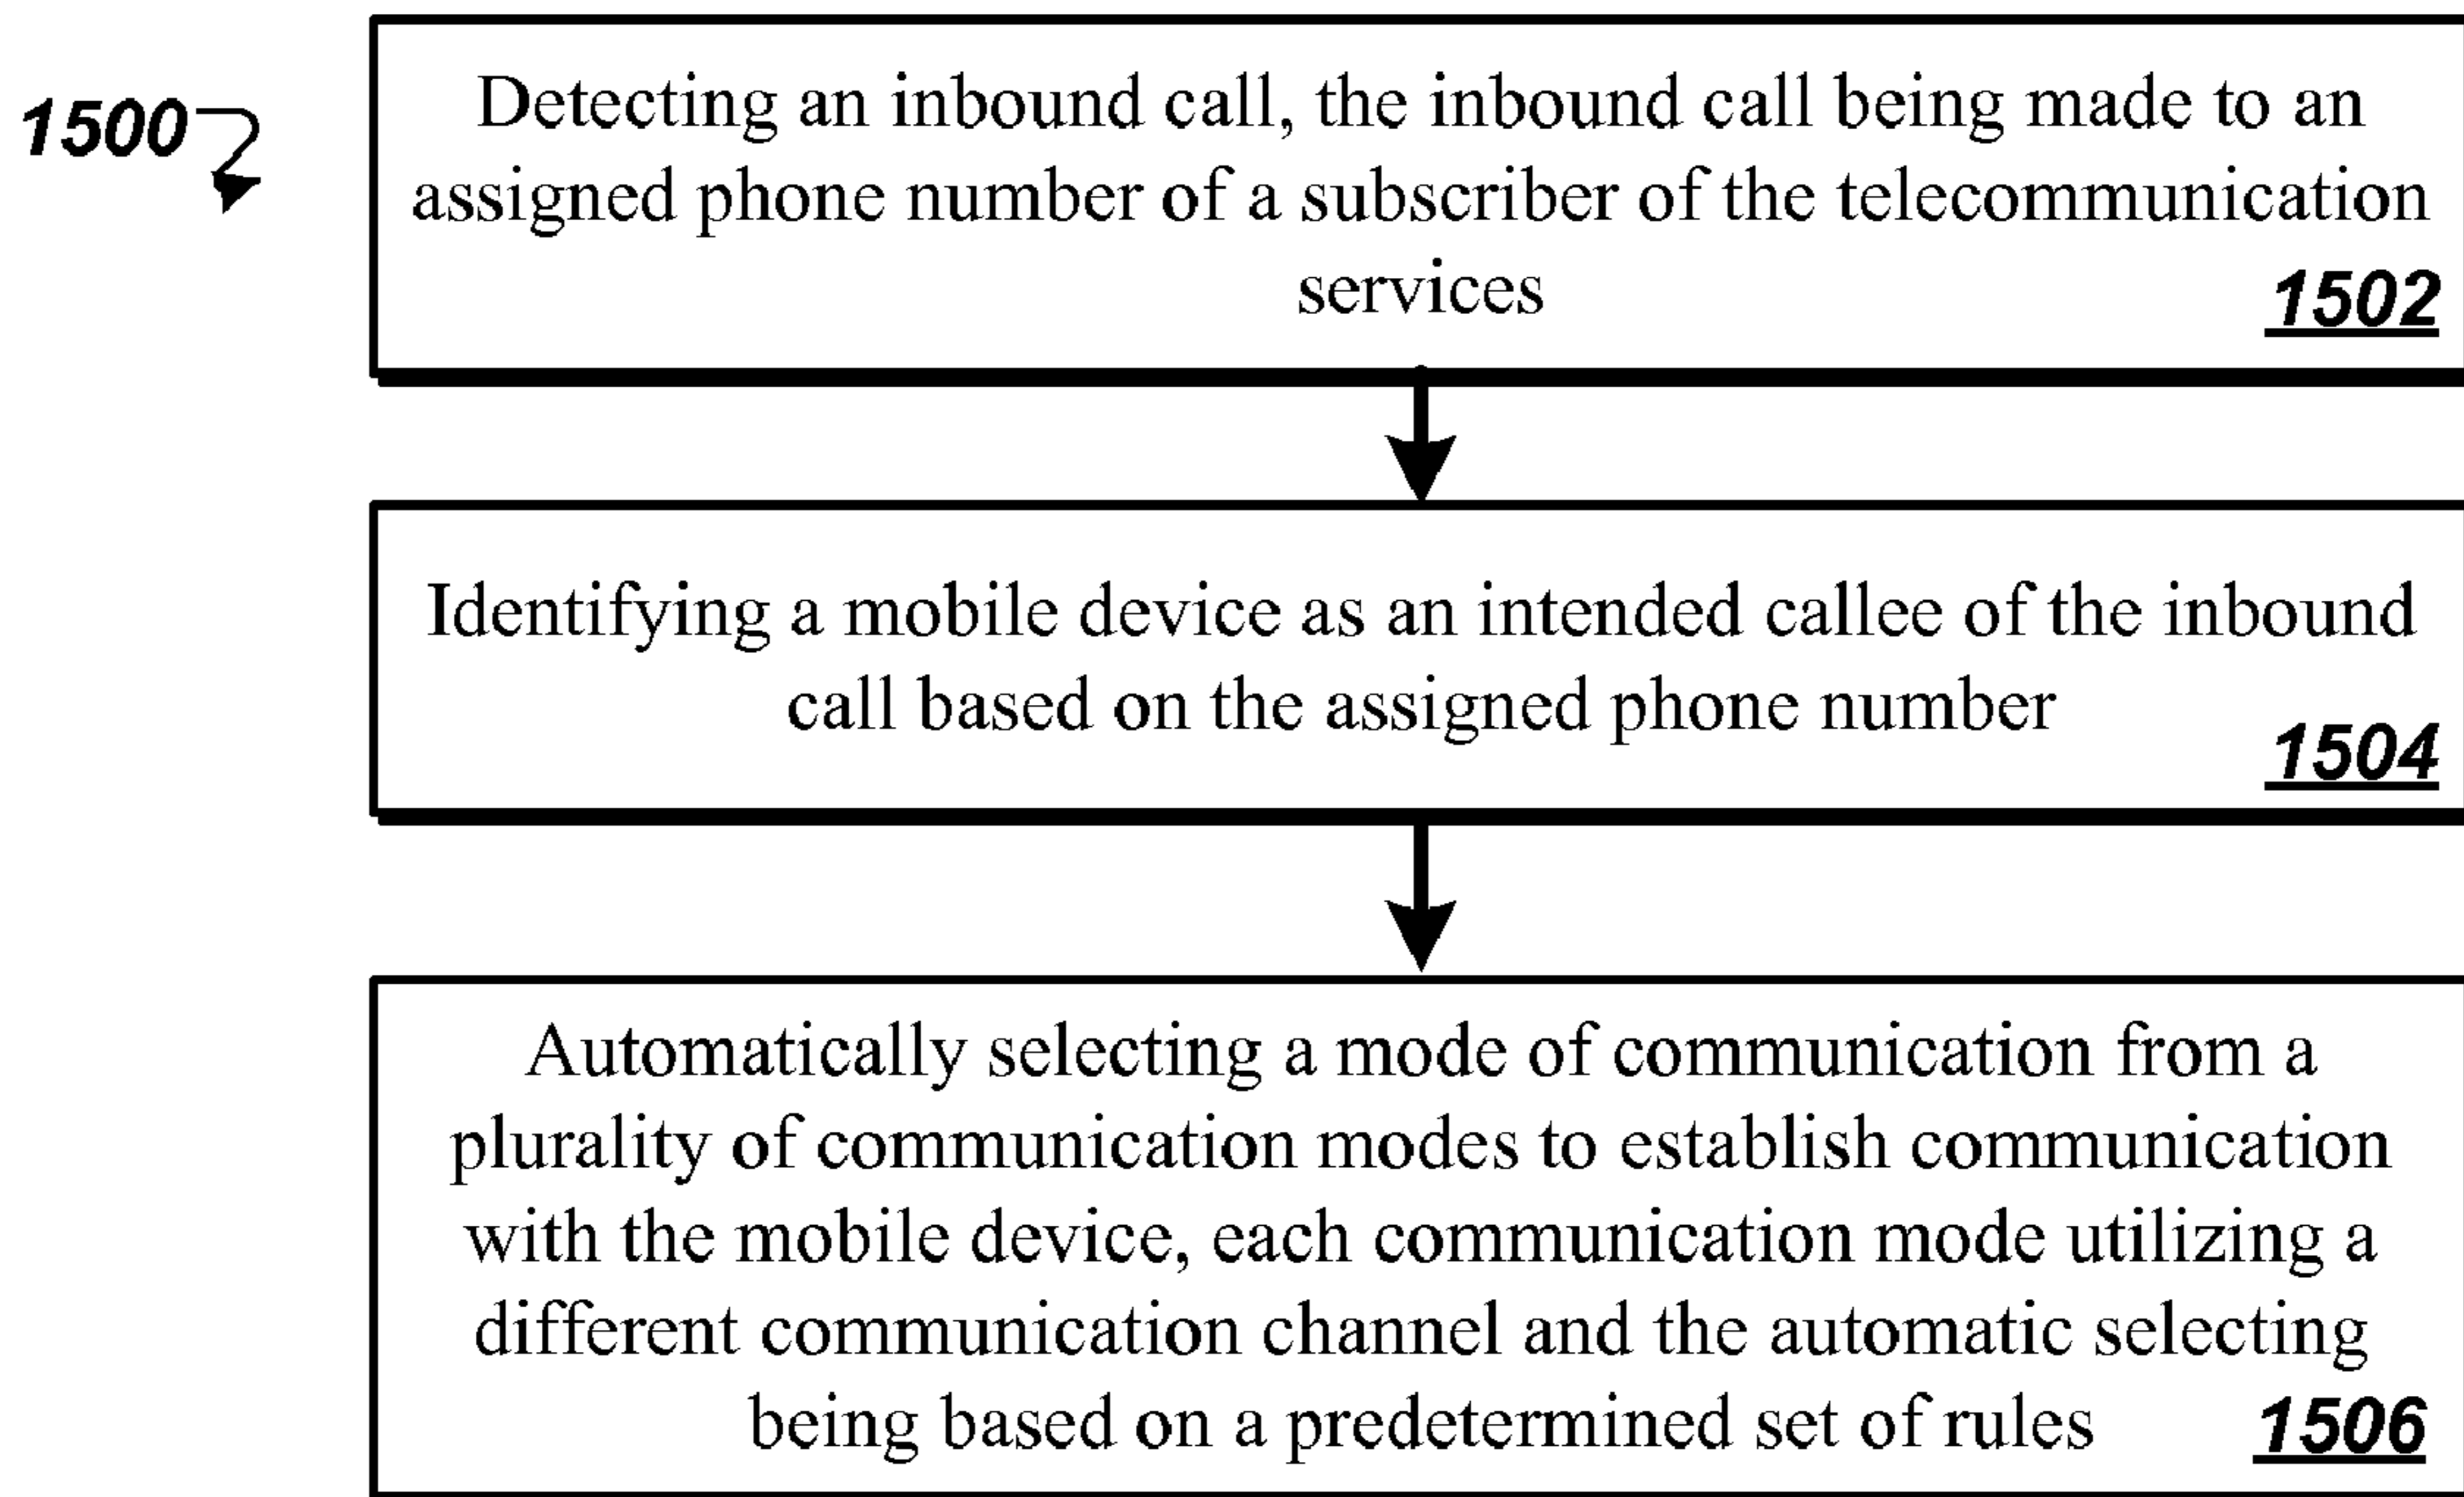 1500
Detecting an inbound call, the inbound call being made to an
assigned phone number of a subscriber of the telecommunication
services
1502
Identifying a mobile device as an intended callee of the inbound
call based on the assigned phone number
1504
Automatically selecting a mode of communication from a
plurality of communication modes to establish communication
with the mobile device, each communication mode utilizing a
different communication channel and the automatic selecting
being based on a predetermined set of rules
1506